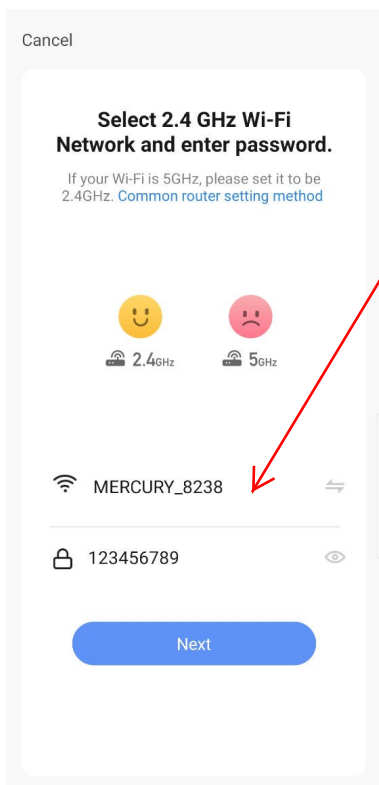 Cancel
Select 2.4 GHz Wi-Fi
Network and enter password.
If your Wi-Fi is 5GHz, please set it to be
2.4GHz. Common router setting method
2.4GHz 5GHz
MERCURY_8238
123456789
Next